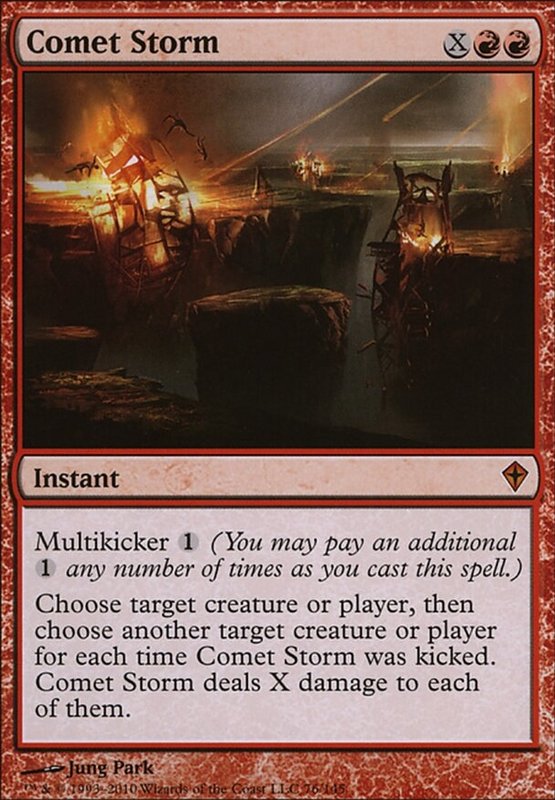 Comet Storm X
Instant
Multikicker 1 (You may pay an additional
1 any number of times as you cast this spell.)
Choose target creature or player, then
choose another target creature or player
for each time Comet Storm was kicked.
Comet Storm deals X damage to each
of them.
Jung Park
™ & © 1993-2010 Wizards of the Coast LLC 76/145